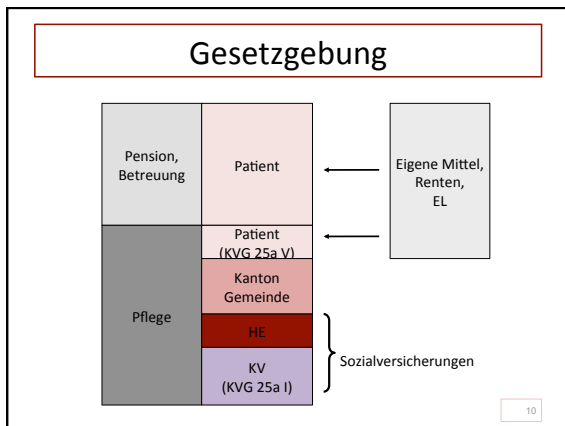 Gesetzgebung
Pension,
Betreuung
Patient
Eigene Mittel,
Renten,
EL
Patient
(KVG 25a V)
Kanton
Gemeinde
Pflege
HE
KV
(KVG 25a I)
Sozialversicherungen
10